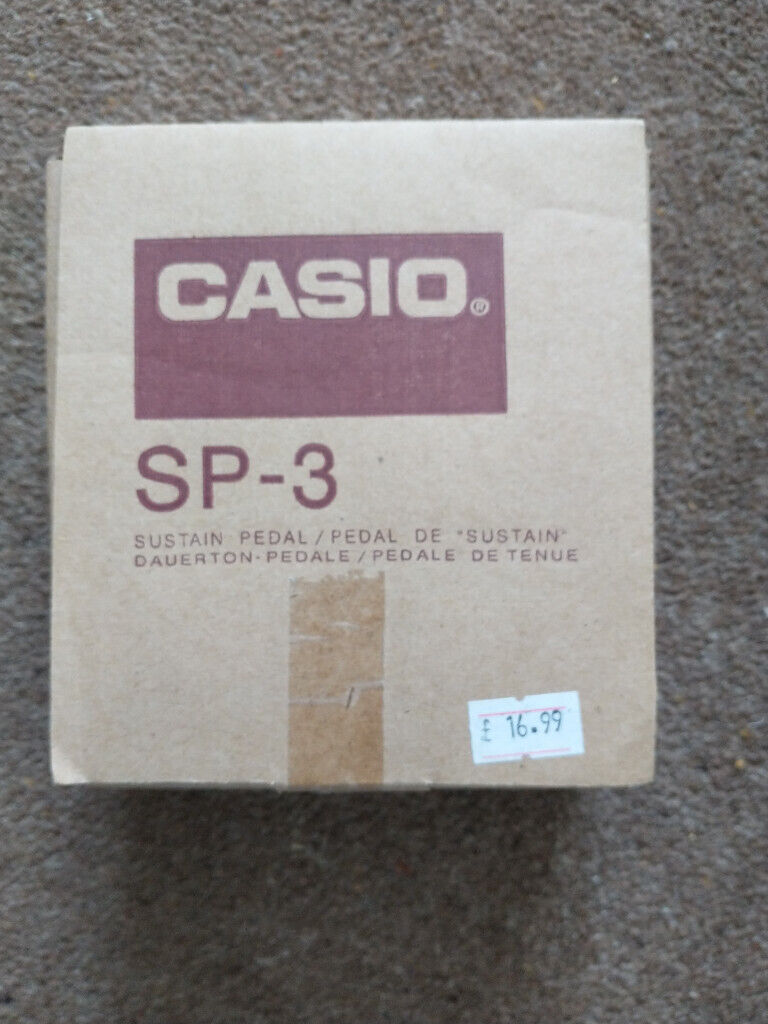 CASIO®
SP-3
SUSTAIN PEDAL / PEDAL DE "SUSTAIN"
DAUERTON-PEDALE / PEDALE DE TENUE
£ 16.99